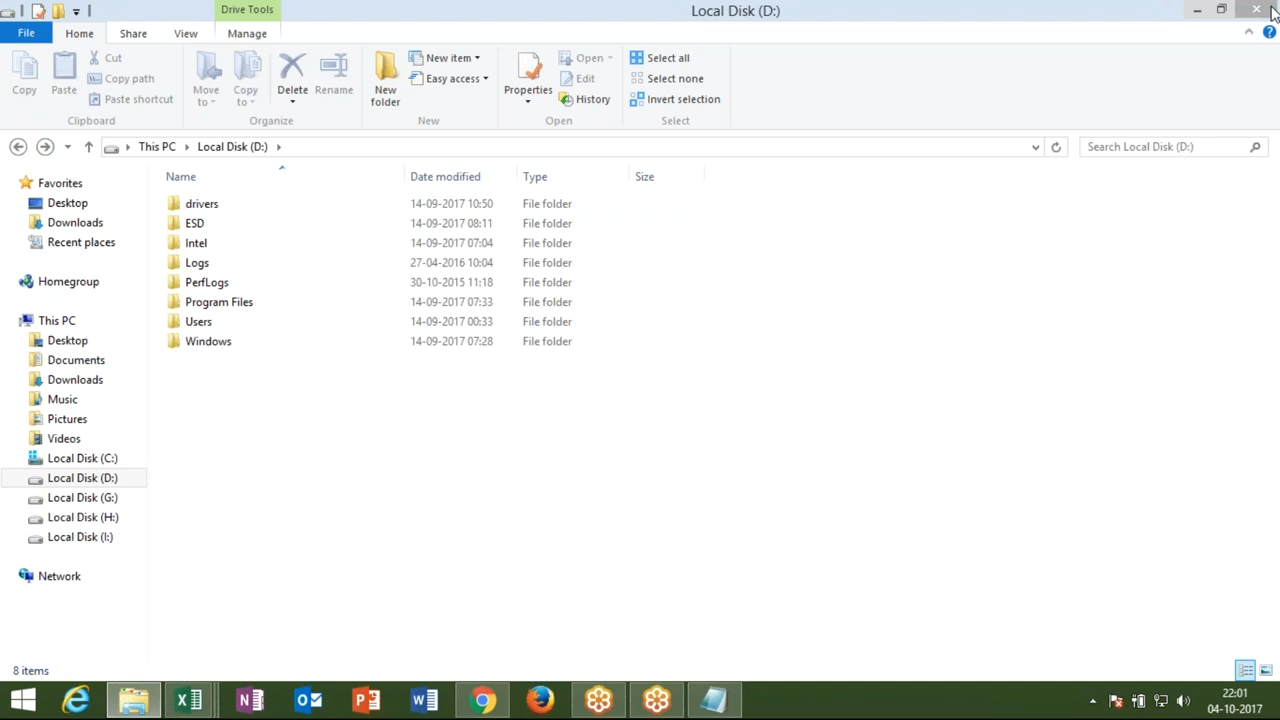 Drive Tools
Local Disk (D:)
File
Home
Share
View
Manage
Copy
Paste
Cut
Copy path
Paste shortcut
Clipboard
Move to
Copy to
Delete
Rename
Organize
New folder
New item
Easy access
New
Properties
Open
Edit
History
Open
Select all
Select none
Invert selection
Select
This PC
Local Disk (D:)
Search Local Disk (D:)
Name
Date modified
Type
Size
drivers 14-09-2017 10:50 File folder
ESD 14-09-2017 08:11 File folder
Intel 14-09-2017 07:04 File folder
Logs 27-04-2016 10:04 File folder
PerfLogs 30-10-2015 11:18 File folder
Program Files 14-09-2017 07:33 File folder
Users 14-09-2017 00:33 File folder
Windows 14-09-2017 07:28 File folder
Favorites
Desktop
Downloads
Recent places
Homegroup
This PC
Desktop
Documents
Downloads
Music
Pictures
Videos
Local Disk (C:)
Local Disk (D:)
Local Disk (G:)
Local Disk (H:)
Local Disk (I:)
Network
8 items
22:01
04-10-2017